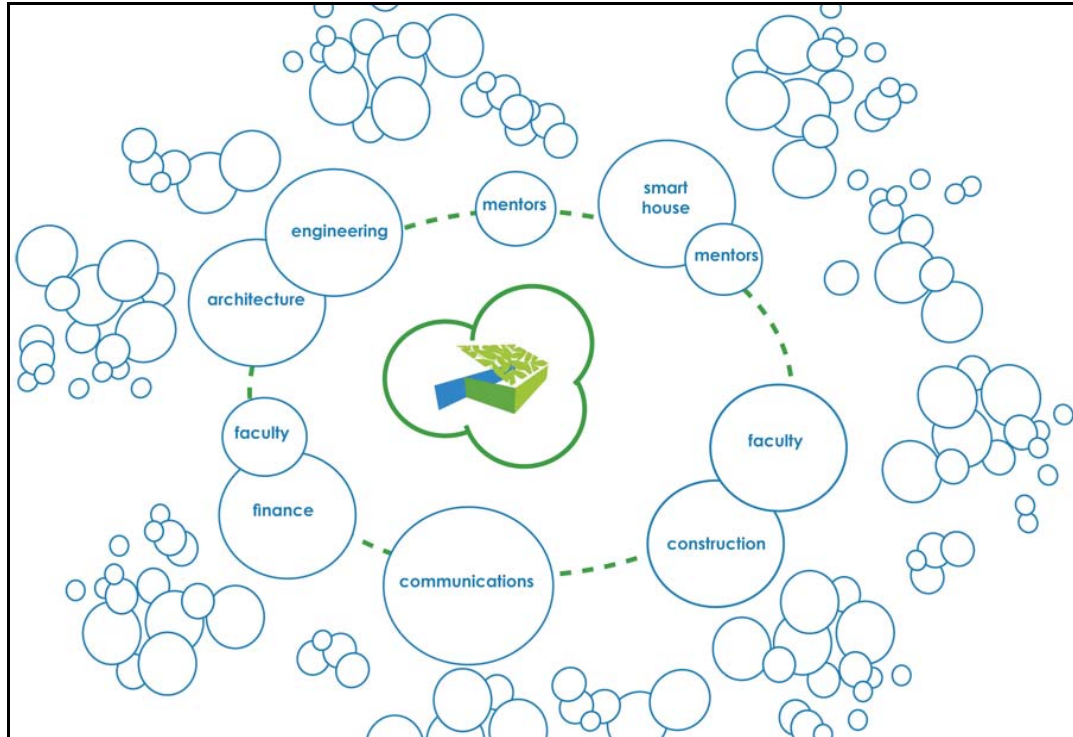 smart
house
mentors
engineering
mentors
architecture
faculty
faculty
finance
construction
communications